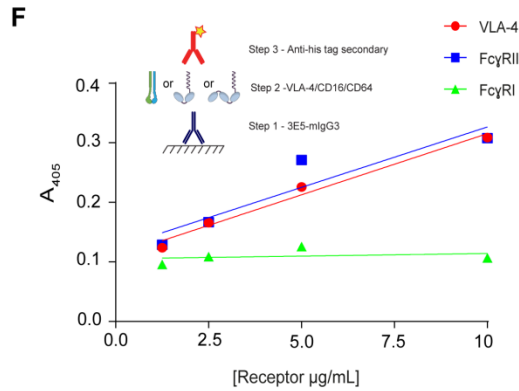 F
VLA-4
FcγRII
FcγRI
Step 3 - Anti-his tag secondary
or or
Step 2 -VLA-4/CD16/CD64
Step 1 - 3E5-mIgG3
A405
0.4
0.3
0.2
0.1
0.0
0.0 2.5 5.0 7.5 10
[Receptor µg/mL]